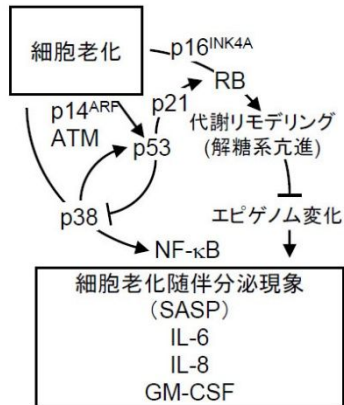 細胞老化
p16INK4A
RB
p14ARF
ATM
p21
p53
代謝リモデリング
(解糖系亢進)
p38
エピゲノム変化
NF-κB
細胞老化随伴分泌現象
(SASP)
IL-6
IL-8
GM-CSF